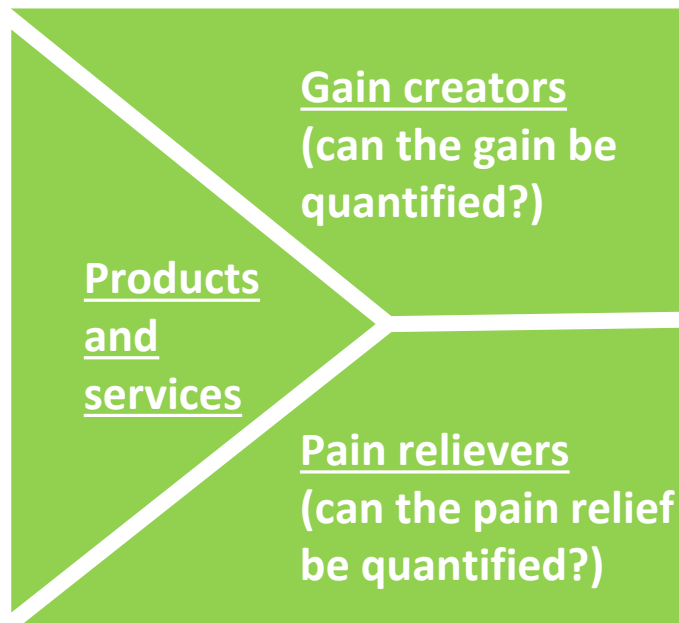 Gain creators
(can the gain be
quantified?)
Products
and
services
Pain relievers
(can the pain relief
be quantified?)